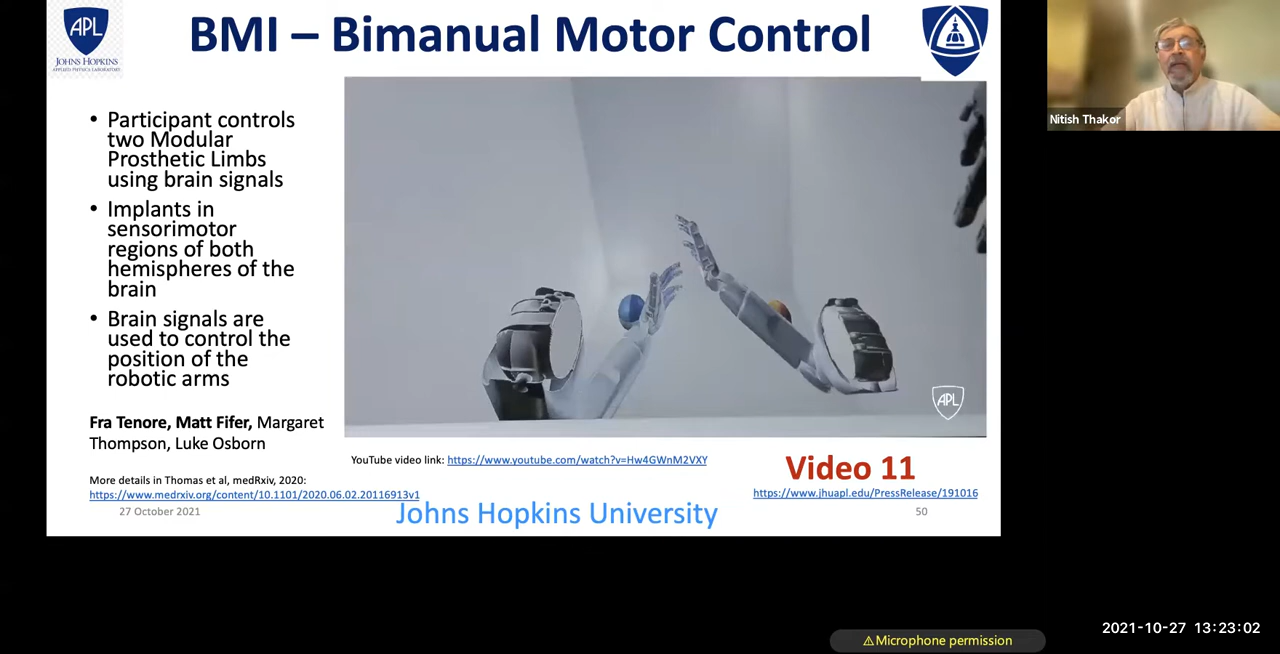 APL
JOHNS HOPKINS
APPLIED PHYSICS LABORATORY
BMI – Bimanual Motor Control
• Participant controls
two Modular
Prosthetic Limbs
using brain signals
• Implants in
sensorimotor
regions of both
hemispheres of the
brain
• Brain signals are
used to control the
position of the
robotic arms
Fra Tenore, Matt Fifer, Margaret
Thompson, Luke Osborn
More details in Thomas et al, medRxiv, 2020:
https://www.medrxiv.org/content/10.1101/2020.06.02.20116913v1
27 October 2021
APL
YouTube video link: https://www.youtube.com/watch?v=Hw4GWnM2VXY
Video 11
https://www.jhuapl.edu/PressRelease/191016
Johns Hopkins University
50
Nitish Thakor
2021-10-27 13:23:02
⚠Microphone permission